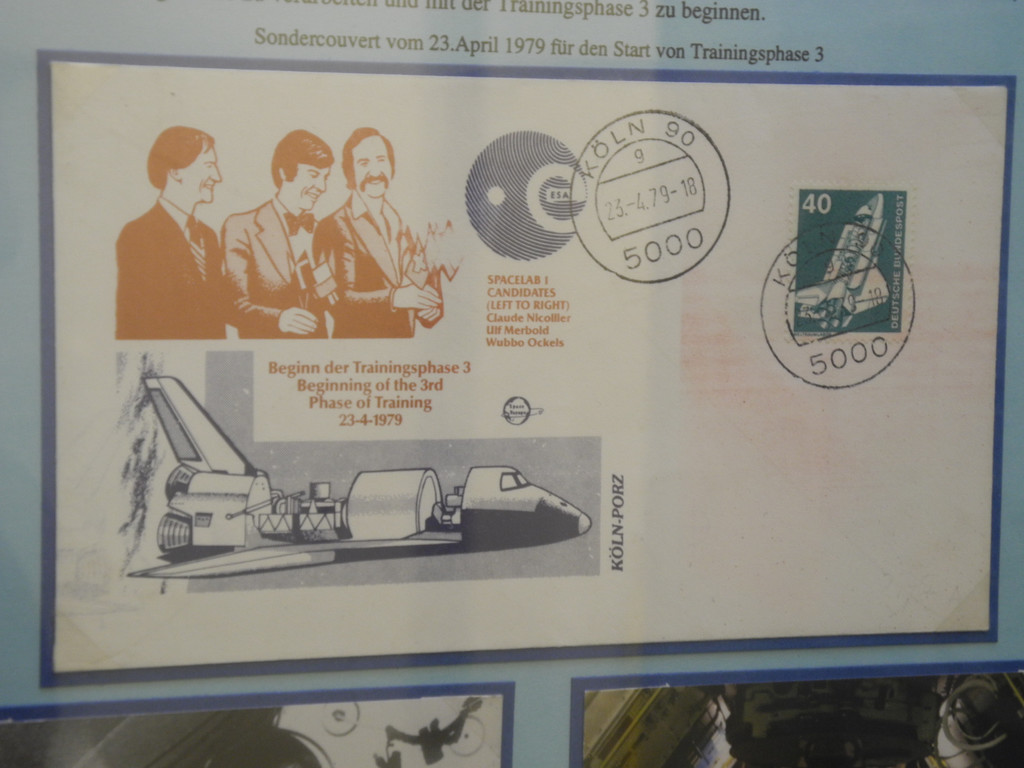 zu verarbeiten und mit der Trainingsphase 3 zu beginnen.
Sondercouvert vom 23.April 1979 für den Start von Trainingsphase 3
KÖLN 90
g
23.-4.79-18
5000
ESA
SPACELAB 1
CANDIDATES
(LEFT TO RIGHT)
Claude Nicollier
Ulf Merbold
Wubbo Ockels
40
DEUTSCHE BUNDESPOST
KÖLN
5000
Beginn der Trainingsphase 3
Beginning of the 3rd
Phase of Training
23-4-1979
KÖLN-PORZ